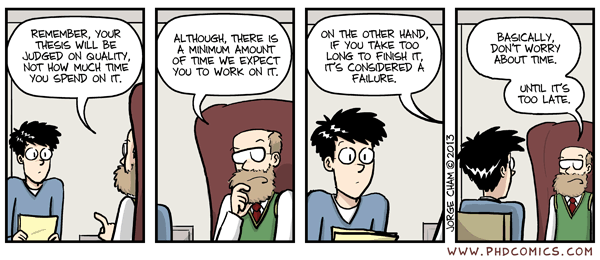 REMEMBER, YOUR
THESIS WILL BE
JUDGED ON QUALITY,
NOT HOW MUCH TIME
YOU SPEND ON IT.
ALTHOUGH, THERE IS
A MINIMUM AMOUNT
OF TIME WE EXPECT
YOU TO WORK ON IT.
ON THE OTHER HAND,
IF YOU TAKE TOO
LONG TO FINISH IT,
IT'S CONSIDERED A
FAILURE.
JORGE CHAM © 2013
BASICALLY,
DON'T WORRY
ABOUT TIME.
UNTIL IT'S
TOO LATE.
WWW.PHDCOMICS.COM